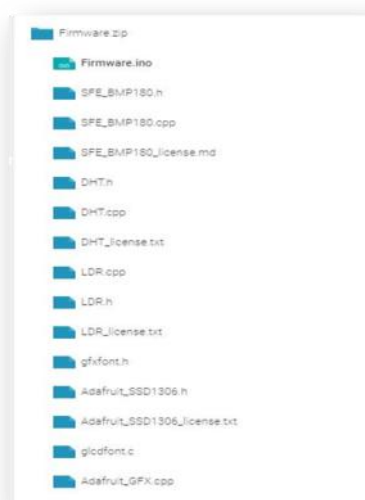 Firmware.zip
Firmware.ino
SFE_BMP180.h
SFE_BMP180.cpp
SFE_BMP180_license.md
DHT.h
DHT.cpp
DHT_license.txt
LDR.cpp
LDR.h
LDR_license.txt
gfxfont.h
Adafruit_SSD1306.h
Adafruit_SSD1306_license.txt
glcdfont.c
Adafruit_GFX.cpp